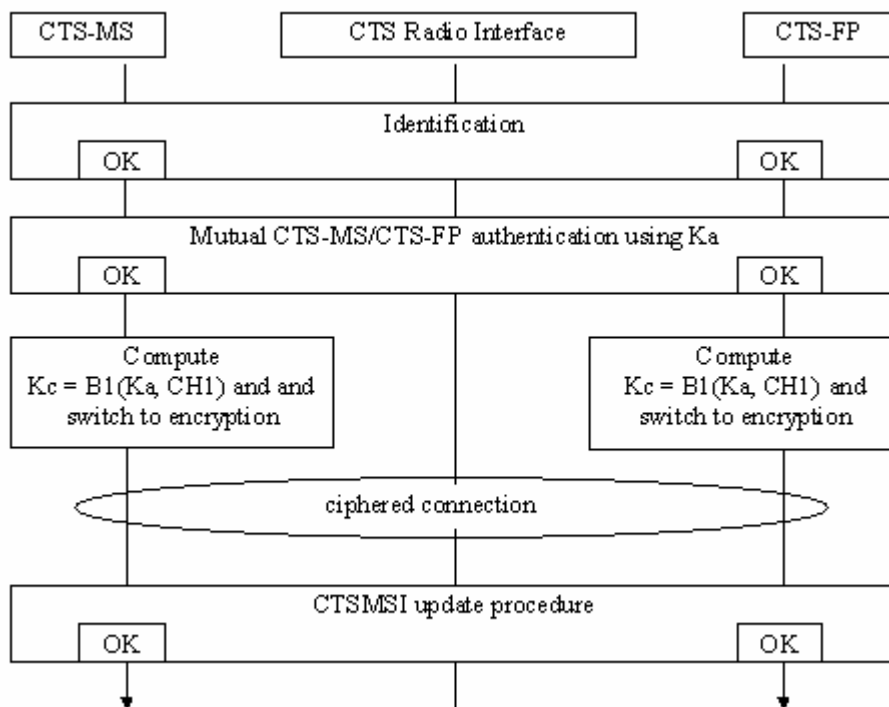 CTS-MS
CTS Radio Interface
CTS-FP
Identification
OK
OK
Mutual CTS-MS/CTS-FP authentication using Ka
OK
OK
Compute
Kc = B1(Ka, CH1) and and
switch to encryption
Compute
Kc = B1(Ka, CH1) and
switch to encryption
ciphered connection
CTSMSI update procedure
OK
OK